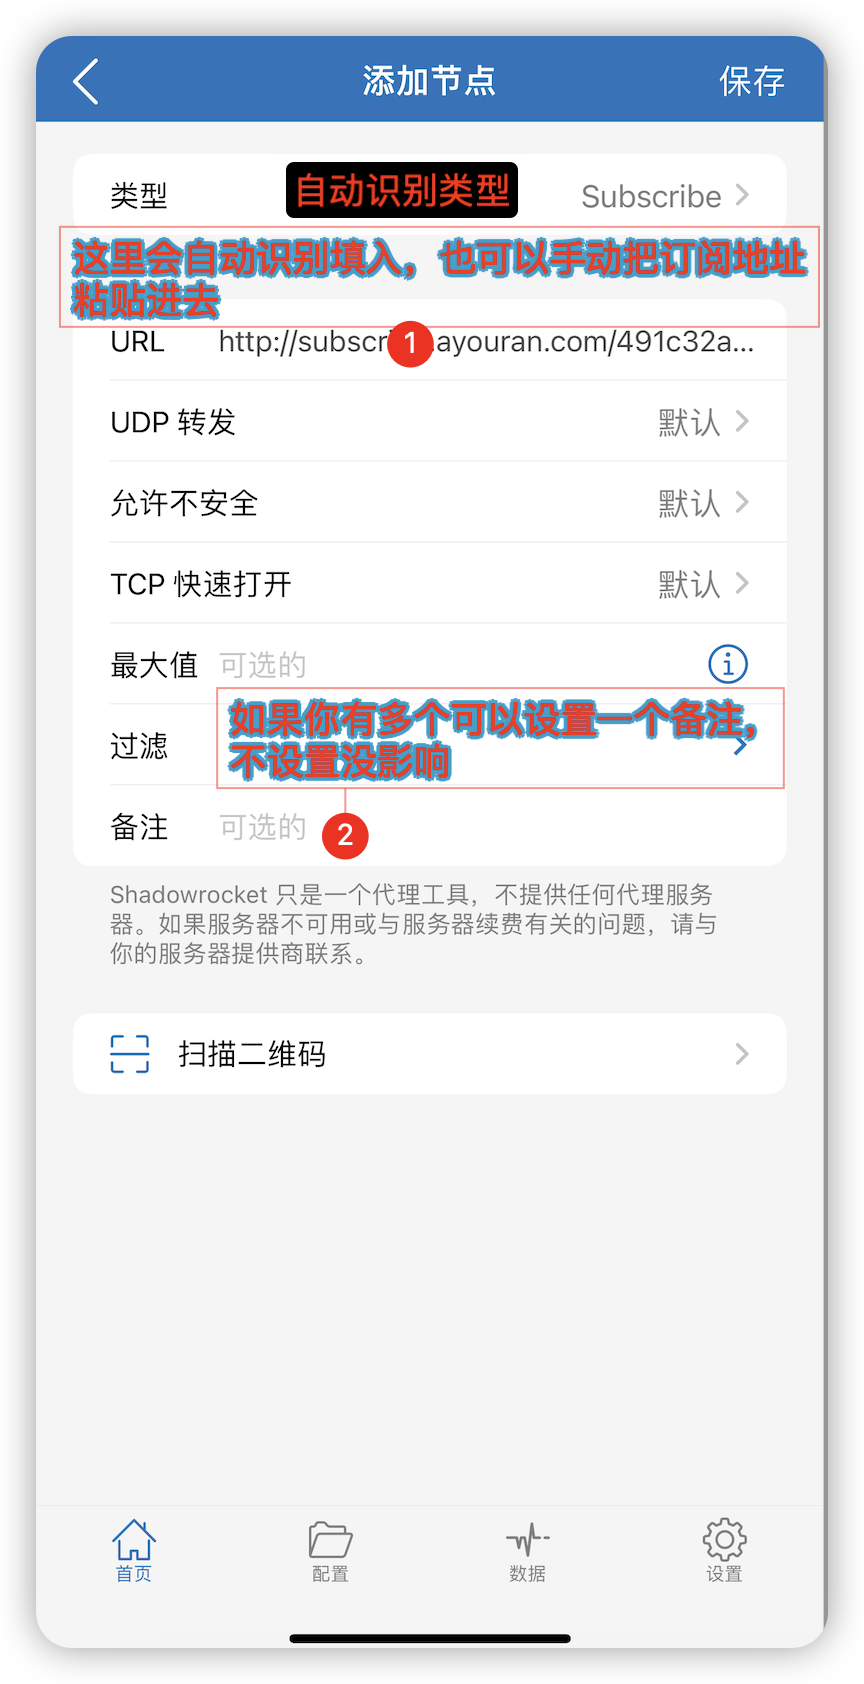 添加节点
保存
类型
自动识别类型
Subscribe
这里会自动识别填入，也可以手动把订阅地址
粘贴进去
URL
http://subscr
1
ayouran.com/491c32a...
UDP 转发
默认
允许不安全
默认
TCP 快速打开
默认
最大值
可选的
如果你有多个可以设置一个备注，
不设置没影响
过滤
备注
可选的
2
Shadowrocket 只是一个代理工具，不提供任何代理服务
器。如果服务器不可用或与服务器续费有关的问题，请与
你的服务器提供商联系。
扫描二维码
首页
配置
数据
设置